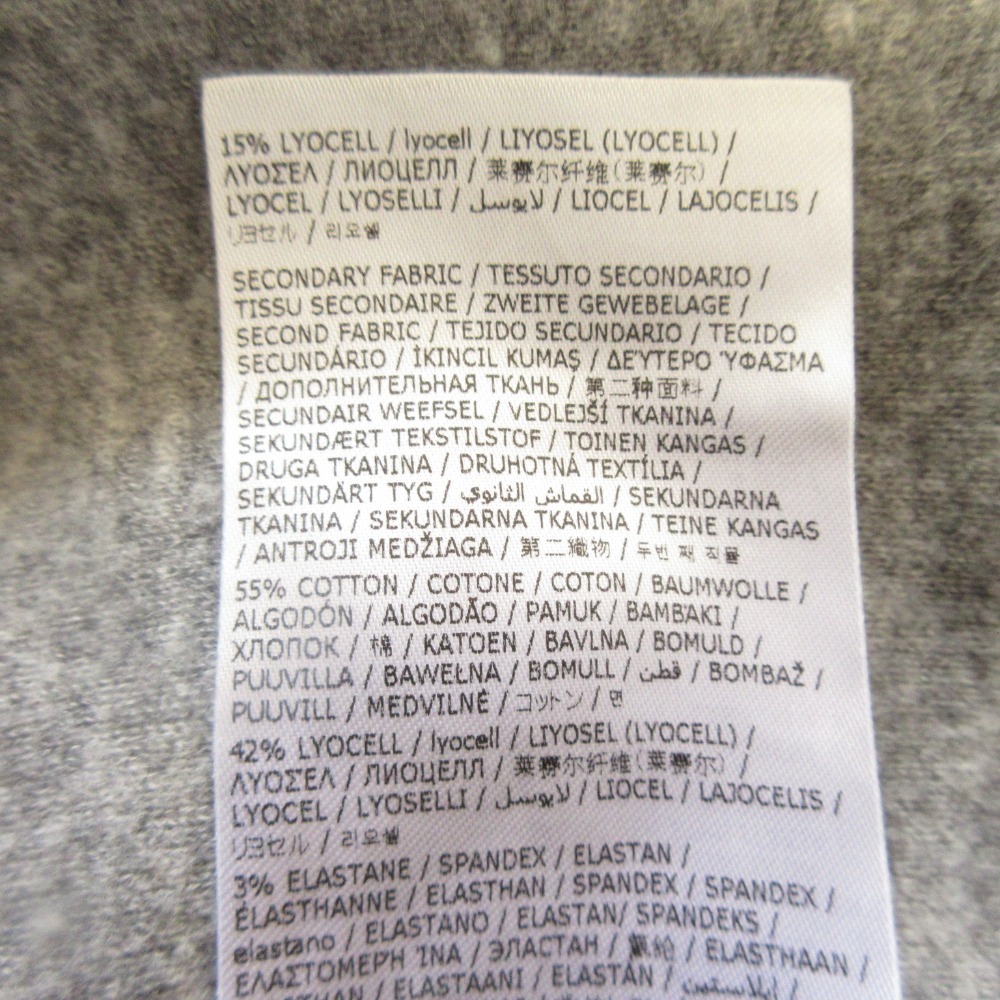 15% LYOCELL / lyocell / LIYOSEL (LYOCELL) /
ΛΥΟΣΕΛ / ЛИОЦЕЛЛ / 莱赛尔纤维(莱赛尔) /
LYOCEL / LYOSELLI / لايوسل / LIOCEL / LAJOCELIS /
リヨセル / 리오셀
SECONDARY FABRIC / TESSUTO SECONDARIO /
TISSU SECONDAIRE / ZWEITE GEWEBELAGE /
SECOND FABRIC / TEJIDO SECUNDARIO / TECIDO
SECUNDÁRIO / İKINCIL KUMAŞ / ΔΕΎΤΕΡΟ ΎΦΑΣΜΑ
/ ДОПОЛНИТЕЛЬНАЯ ТКАНЬ / 第二种面料 /
SECUNDAIR WEEFSEL / VEDLEJŠÍ TKANINA /
SEKUNDÆRT TEKSTILSTOF / TOINEN KANGAS /
DRUGA TKANINA / DRUHOTNÁ TEXTÍLIA /
SEKUNDÄRT TYG / القماش الثانوي / SEKUNDARNA
TKANINA / SEKUNDARNA TKANINA / TEINE KANGAS
/ ANTROJI MEDŽIAGA / 第二織物 / 두번 째 직물
55% COTTON / COTONE / COTON / BAUMWOLLE /
ALGODÓN / ALGODÃO / PAMUK / ΒΑΜΒΆΚΙ /
ХЛОПОК / 棉 / KATOEN / BAVLNA / BOMULD /
PUUVILLA / BAWEŁNA / BOMULL / قطن / BOMBAŽ /
PUUVILL / MEDVILNĖ / コットン / 면
42% LYOCELL / lyocell / LIYOSEL (LYOCELL) /
ΛΥΟΣΕΛ / ЛИОЦЕЛЛ / 莱赛尔纤维(莱赛尔) /
LYOCEL / LYOSELLI / لايوسل / LIOCEL / LAJOCELIS /
リヨセル / 리오셀
3% ELASTANE / SPANDEX / ELASTAN /
ÉLASTHANNE / ELASTHAN / SPANDEX / SPANDEX /
elastano / ELASTANO / ELASTAN/ SPANDEKS /
ΕΛΑΣΤΟΜΕΡΉ ΊΝΑ / ЭЛАСТАН / 氨纶 / ELASTHAAN /
ELASTHAN / ELASTAANI / ELASTÁN / إيلاستين /